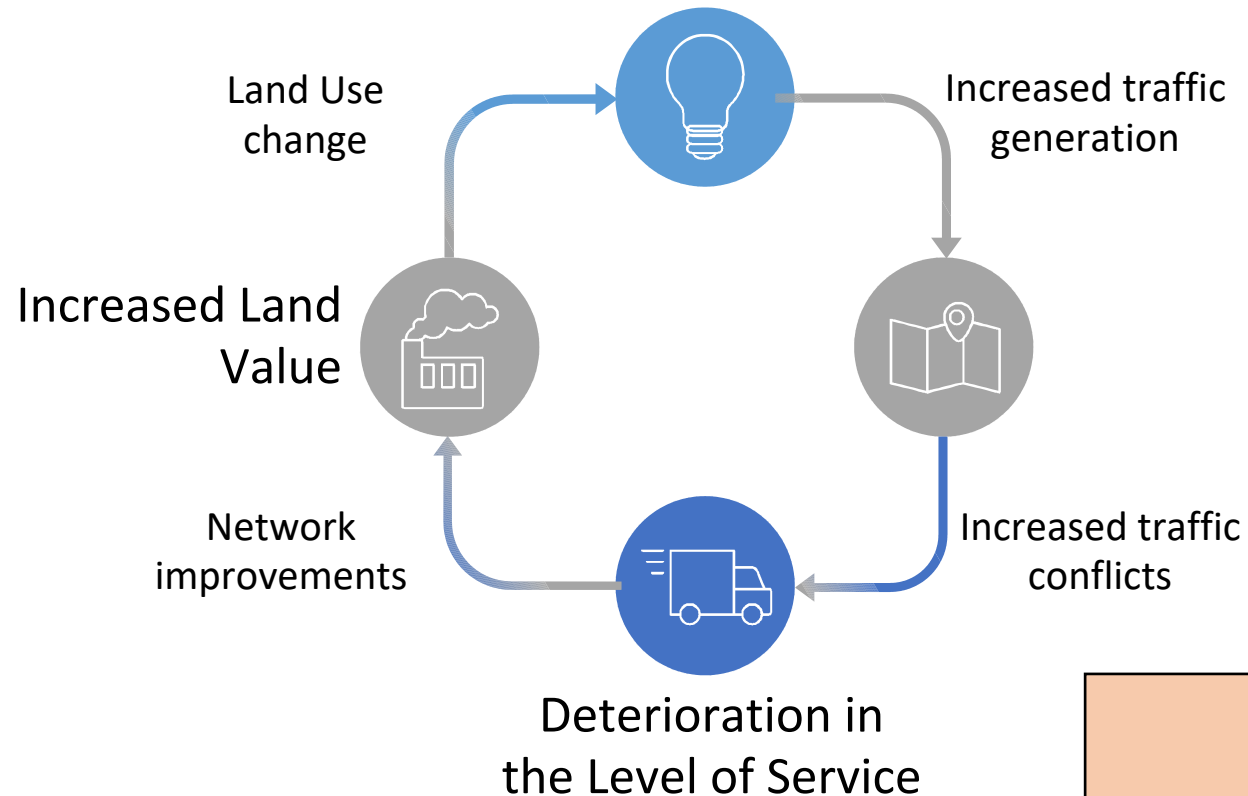 Land Use
change
Increased traffic
generation
Increased Land
Value
Network
improvements
Increased traffic
conflicts
Deterioration in
the Level of Service